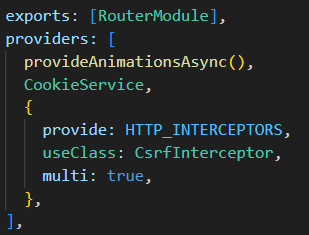 exports: [RouterModule],
providers: [
provideAnimationsAsync(),
CookieService,
{
provide: HTTP_INTERCEPTORS,
useClass: CsrfInterceptor,
multi: true,
},
],